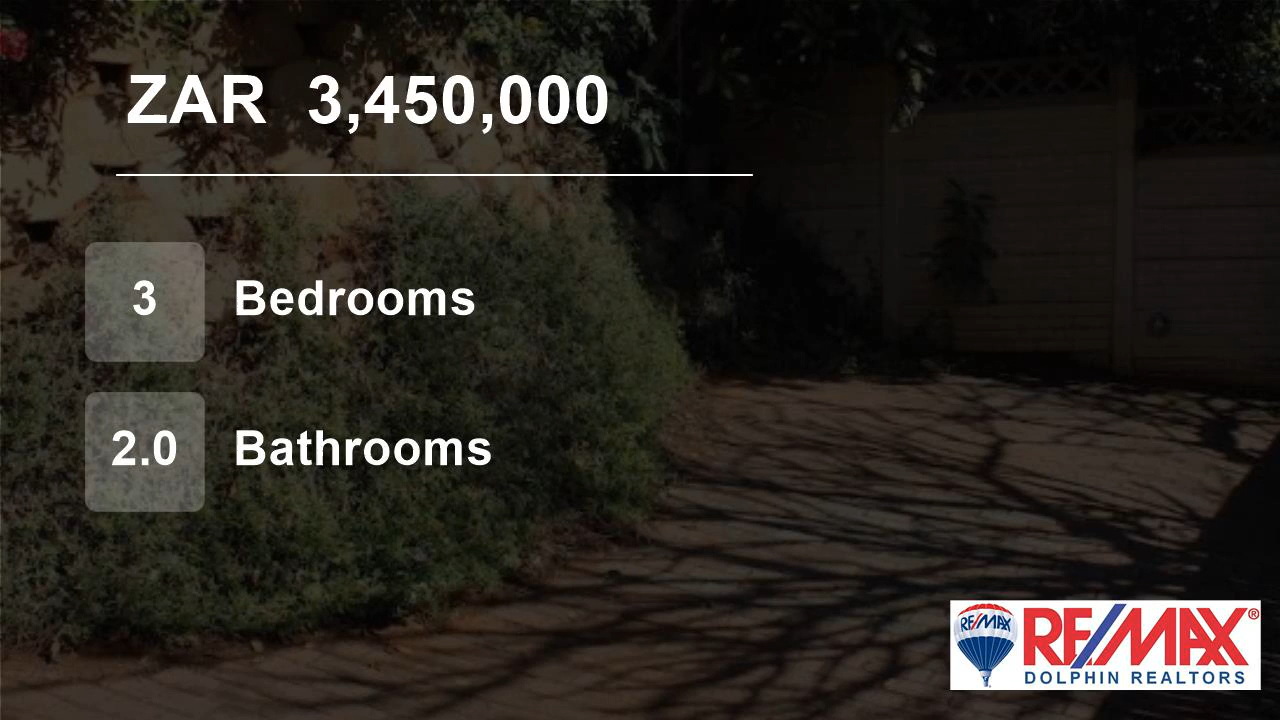 ZAR 3,450,000
3 Bedrooms
2.0 Bathrooms
RE/MAX
RE/MAX®
DOLPHIN REALTORS